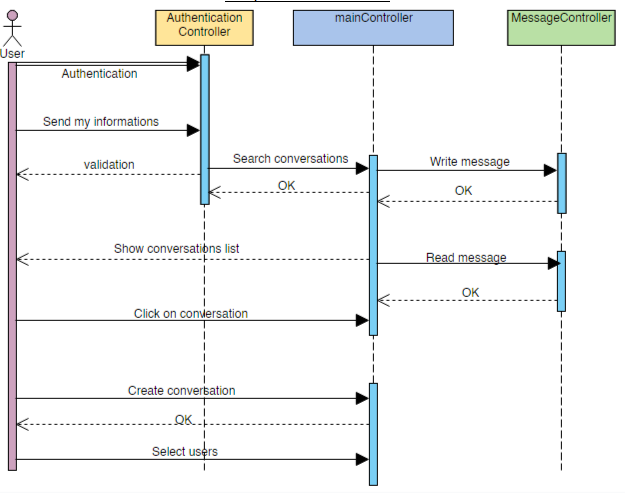 Authentication
Controller
mainController
MessageController
User
Authentication
Send my informations
validation
Search conversations
Write message
OK
OK
Show conversations list
Read message
OK
Click on conversation
Create conversation
OK
Select users